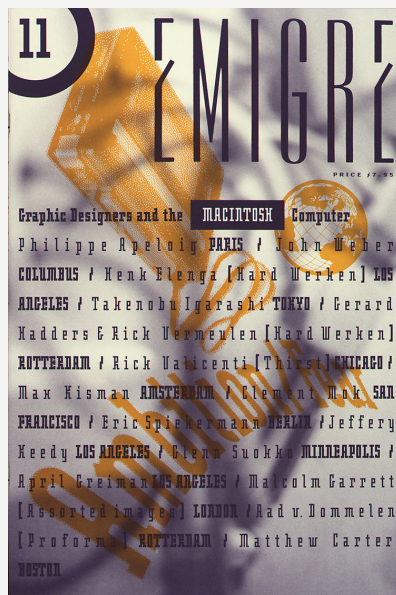 11
EMIGRE
PRICE $7.95
Graphic Designers and the MACINTOSH Computer
Philippe Apeloig PARIS / John Weber
COLUMBUS / Henk Elenga [Hard Werken] LOS
ANGELES / Takenobu Igarashi TOKYO / Gerard
Hadders & Rick Vermeulen [Hard Werken]
ROTTERDAM / Rick Valicenti [Thirst] CHICAGO /
Max Kisman AMSTERDAM / Clement Mok SAN
FRANCISCO / Eric Spiekermann BERLIN / Jeffery
Keedy LOS ANGELES / Glenn Suokko MINNEAPOLIS /
April Greiman LOS ANGELES / Malcolm Garrett
[Assorted images] LONDON / Aad v. Dommelen
[Proforma] ROTTERDAM / Matthew Carter
BOSTON
Ambition